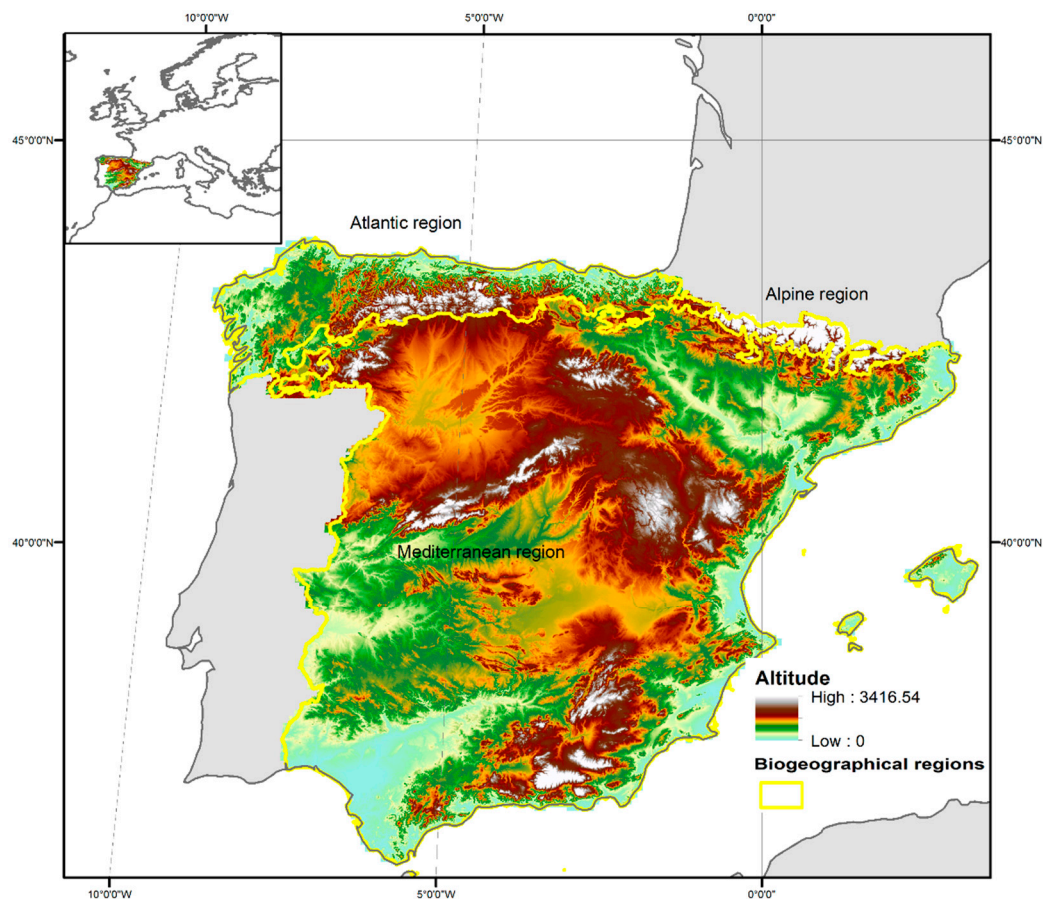 10°0'0"W 5°0'0"W 0°0'0"
45°0'0"N 45°0'0"N
Atlantic region
Alpine region
40°0'0"N 40°0'0"N
Mediterranean region
Altitude
High : 3416.54
Low : 0
Biogeographical regions
10°0'0"W 5°0'0"W 0°0'0"